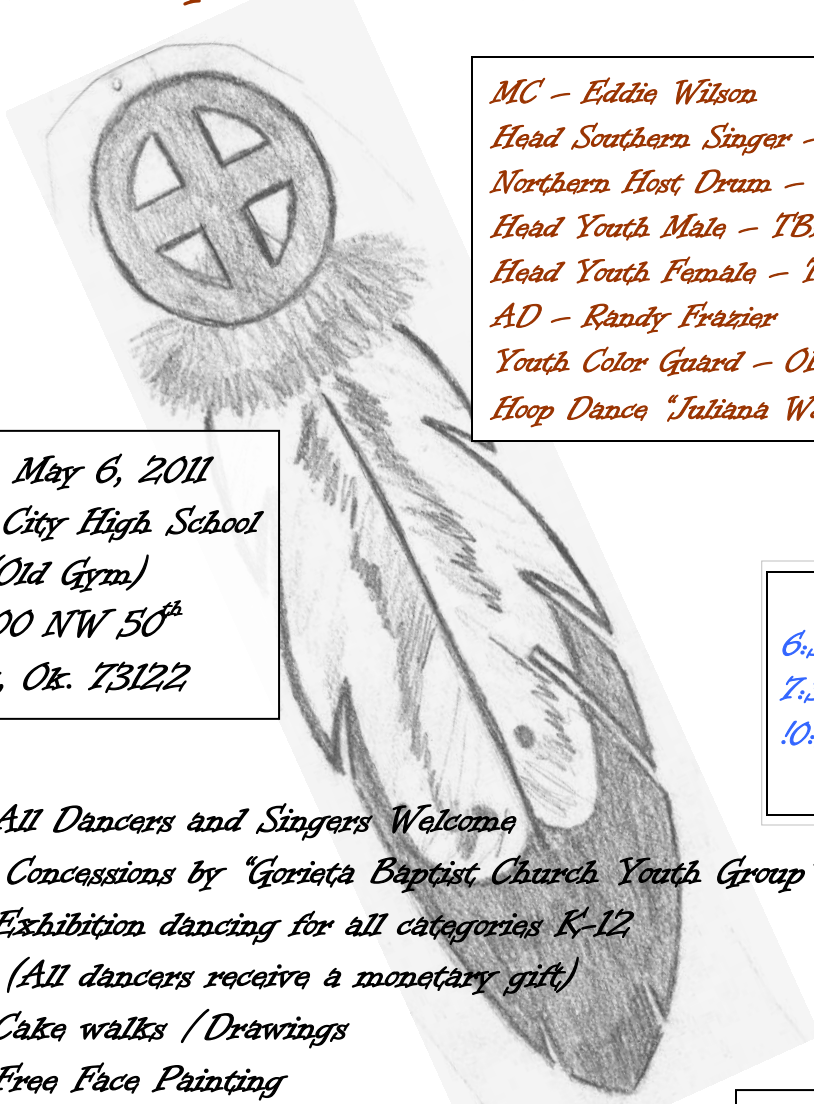 MC – Eddie Wilson
Head Southern Singer –
Northern Host Drum –
Head Youth Male –
Head Youth Female –
AD – Randy Frazier
Youth Color Guard –
Hoop Dance “Juliana
May 6, 2011
City High School
(Old Gym)
NW 50th
Ok. 73122
All Dancers and Singers Welcome
Concessions by “Gorieta Baptist Church Youth Group”
Exhibition dancing for all categories K-12
(All dancers receive a monetary gift)
Cake walks / Drawings
Free Face Painting